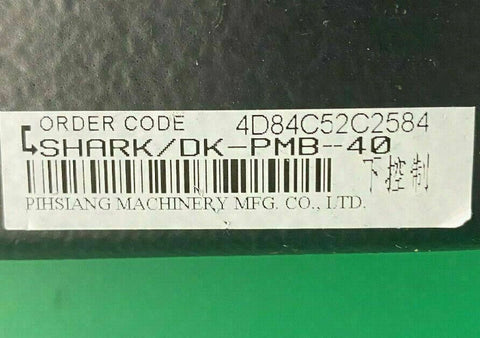 ORDER CODE 4D84C52C2584
SHARK/DK-PMB-40
下控制
PIHSIANG MACHINERY MFG. CO., LTD.